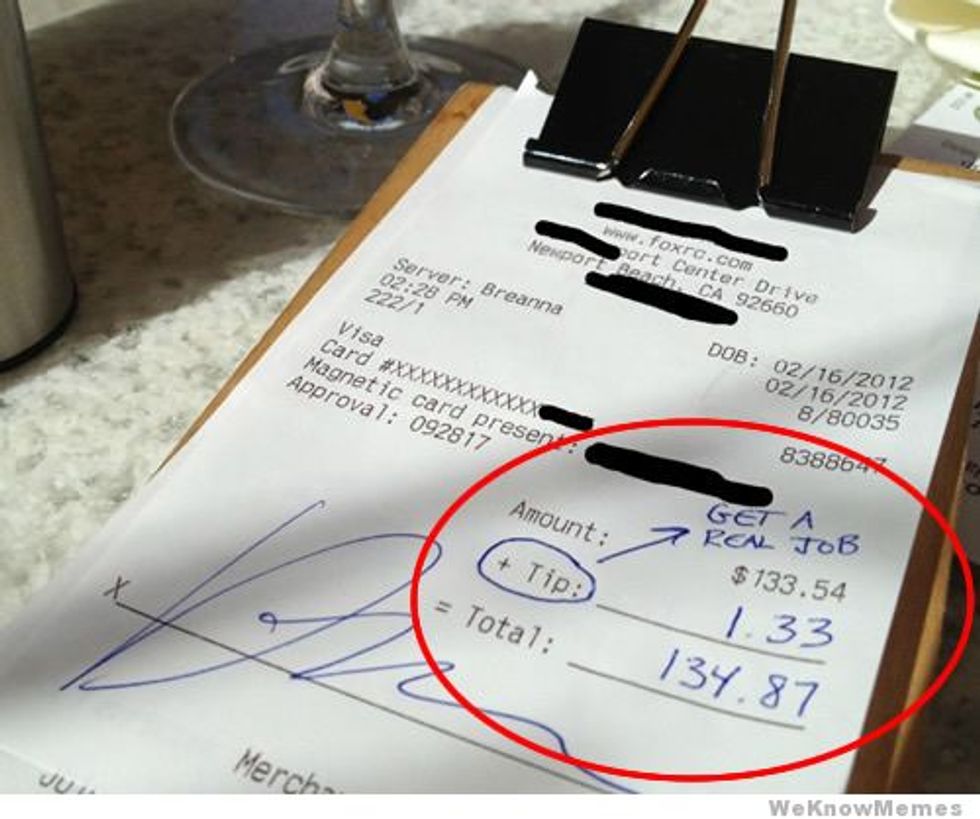 www.foxrc.com
port Center Drive
Newport Beach, CA 92660
Server: Breanna
02:28 PM
222/1
DOB: 02/16/2012
02/16/2012
8/80035
Visa
Card #XXXXXXXXXXXX
Magnetic card present:
Approval: 092817
8388647
Amount:
$133.54
GET A
REAL JOB
+ Tip:
1.33
= Total:
134.87
X
Mercha
WeKnowMemes